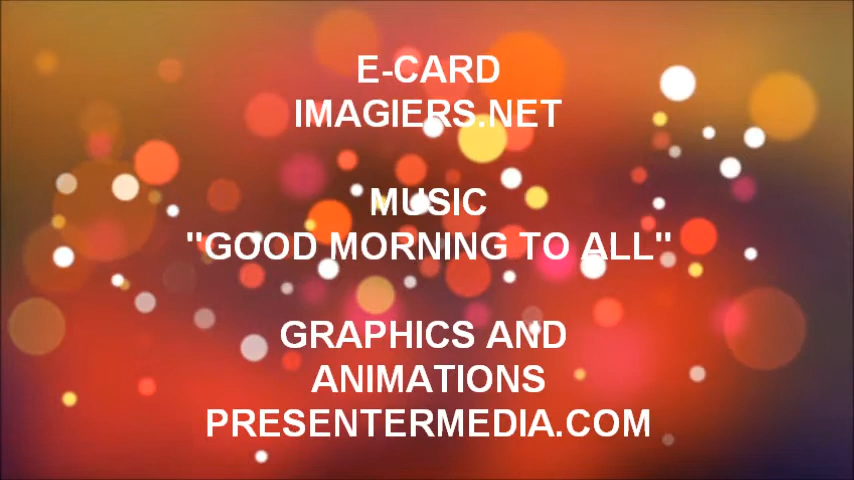 E-CARD
IMAGIERS.NET
MUSIC
"GOOD MORNING TO ALL"
GRAPHICS AND
ANIMATIONS
PRESENTERMEDIA.COM